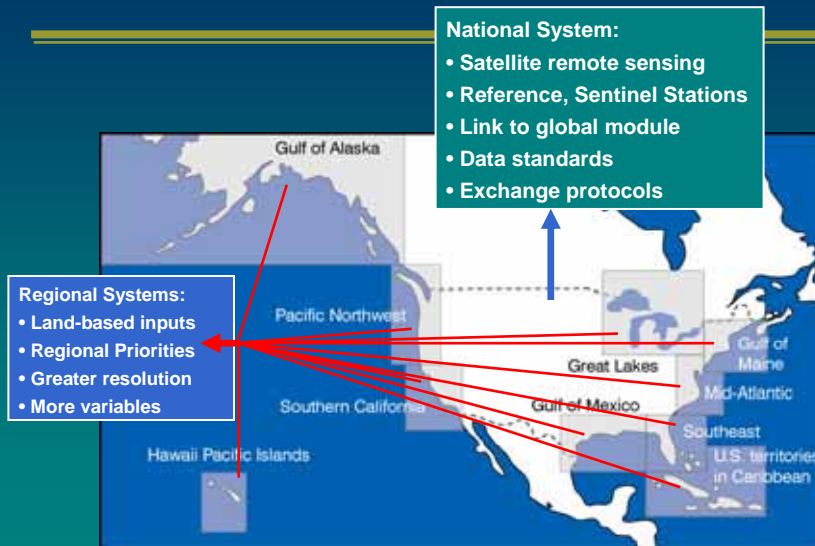 National System:
• Satellite remote sensing
• Reference, Sentinel Stations
• Link to global module
• Data standards
• Exchange protocols
Gulf of Alaska
Regional Systems:
• Land-based inputs
• Regional Priorities
• Greater resolution
• More variables
Pacific Northwest
Great Lakes
Gulf of
Maine
Mid-Atlantic
Southern California
Gulf of Mexico
Southeast
Hawaii Pacific Islands
U.S. territories
in Caribbean